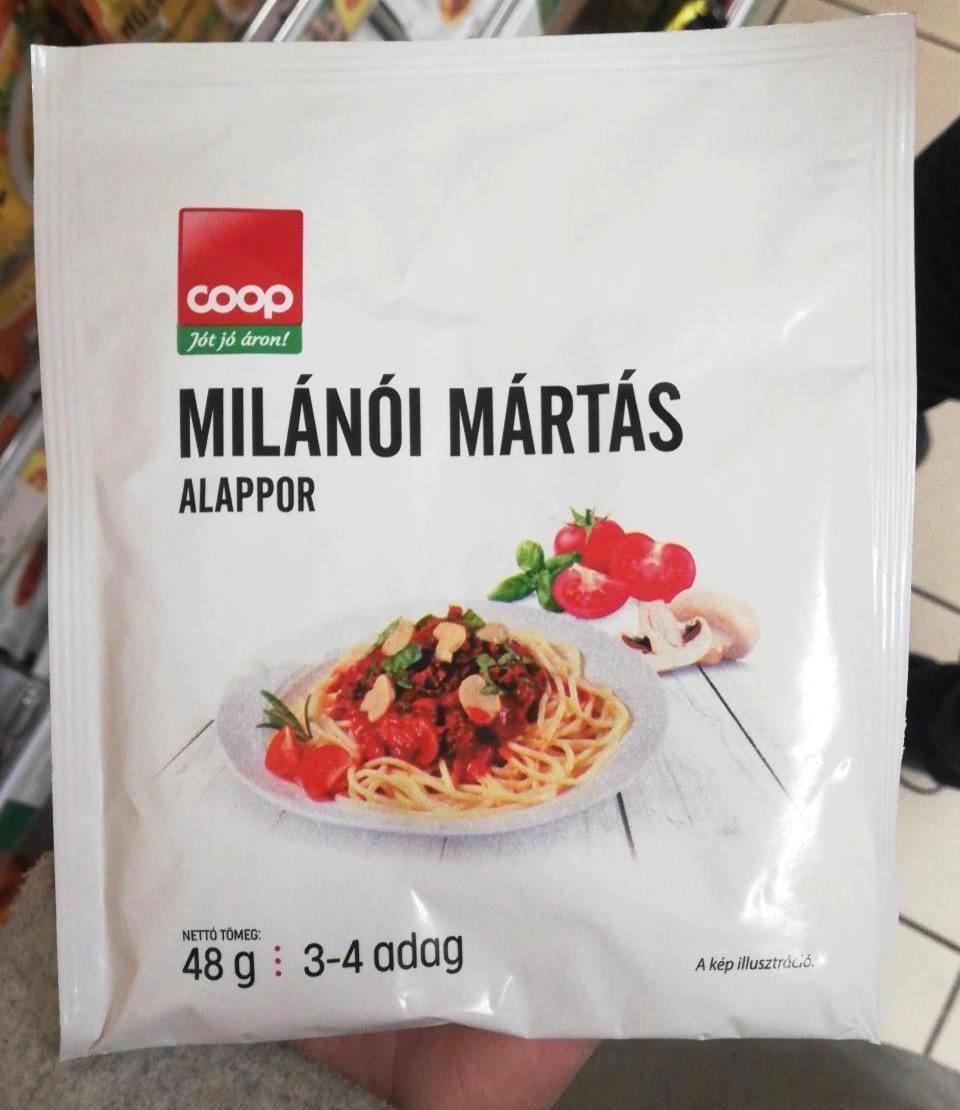 coop
Jót jó áron!
MILÁNÓI MÁRTÁS
ALAPPOR
NETTÓ TÖMEG:
48 g : 3-4 adag
A kép illusztráció.